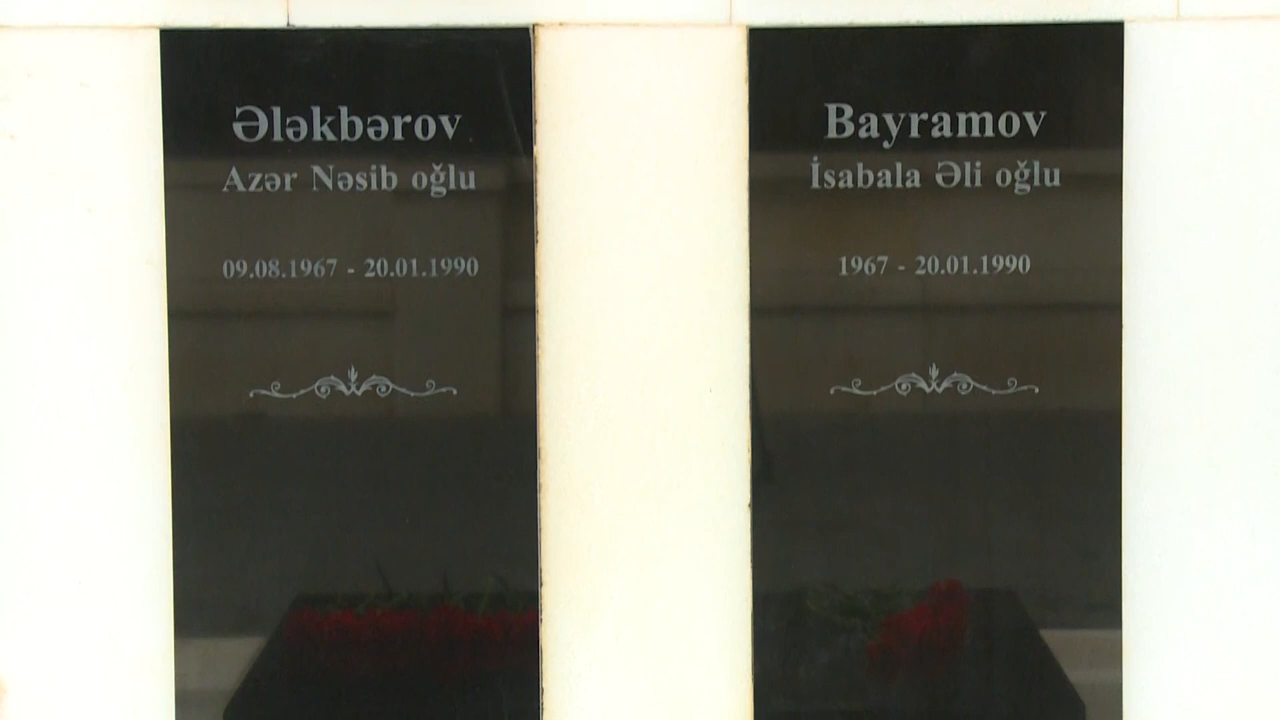 Ələkbərov
Azər Nəsib oğlu
09.08.1967 - 20.01.1990
Bayramov
İsabala Əli oğlu
1967 - 20.01.1990